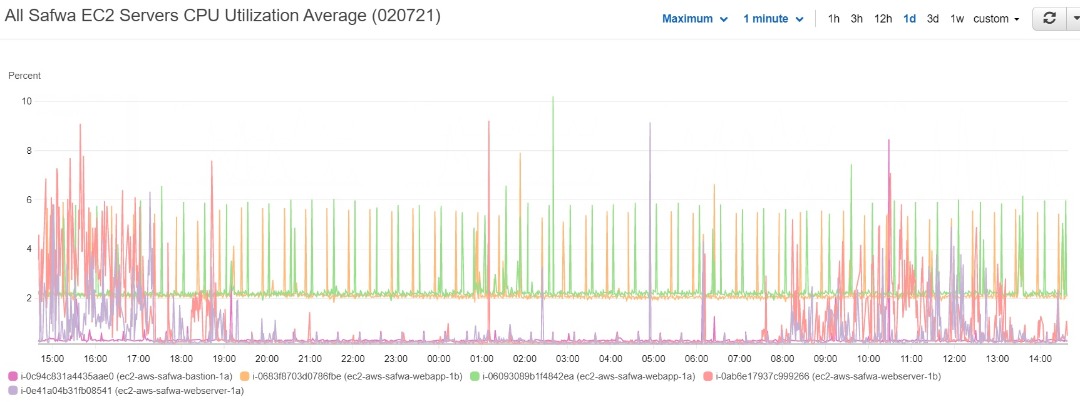 All Safwa EC2 Servers CPU Utilization Average (020721)
Maximum 1 minute 1h 3h 12h 1d 3d 1w custom
Percent
10
8
6
4
2
15:00 16:00 17:00 18:00 19:00 20:00 21:00 22:00 23:00 00:00 01:00 02:00 03:00 04:00 05:00 06:00 07:00 08:00 09:00 10:00 11:00 12:00 13:00 14:00
i-0c94c831a4435aae0 (ec2-aws-safwa-bastion-1a) i-0683f8703d0786fbe (ec2-aws-safwa-webapp-1b) i-06093089b1f4842ea (ec2-aws-safwa-webapp-1a) i-0ab6e17937c999266 (ec2-aws-safwa-webserver-1b)
i-0e41a04b31fb08541 (ec2-aws-safwa-webserver-1a)